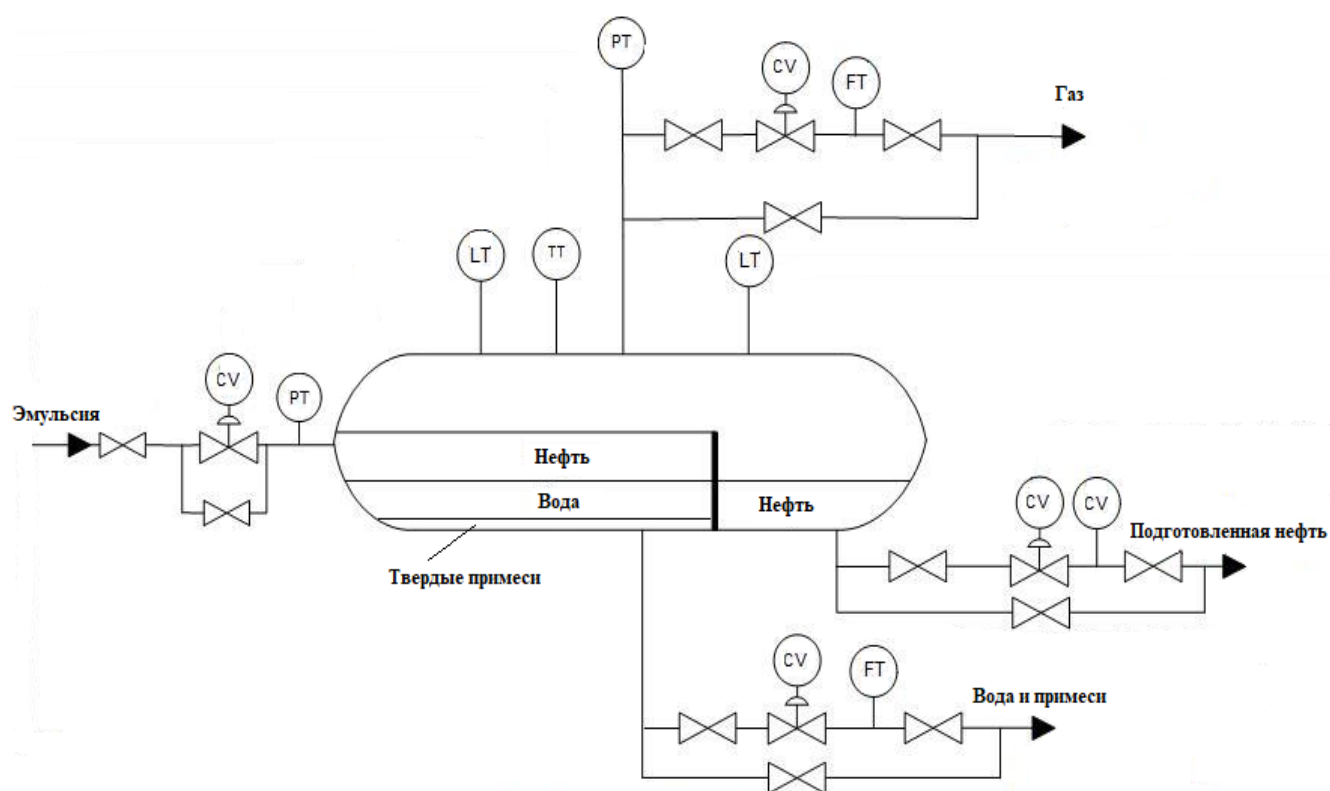 PT
CV
FT
Газ
LT
TT
LT
CV
PT
Эмульсия
Нефть
Вода
Нефть
Твердые примеси
CV
CV
Подготовленная нефть
CV
FT
Вода и примеси